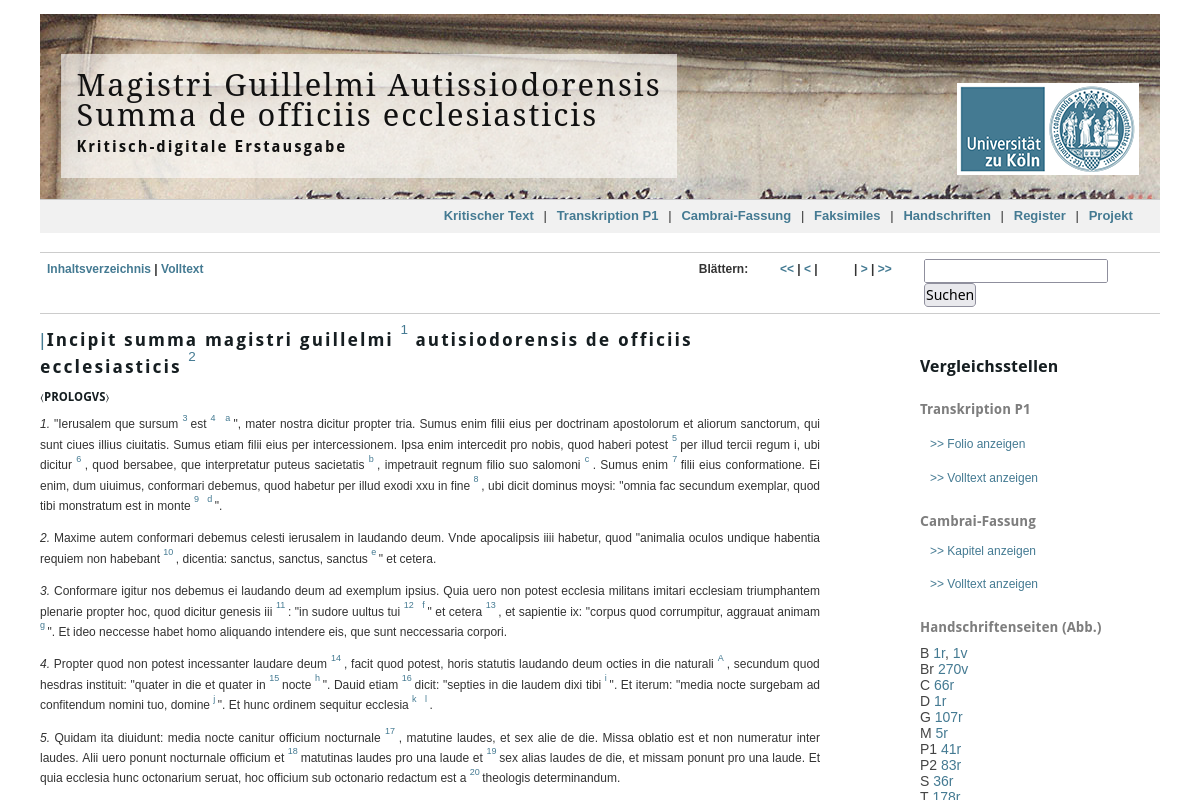 Magistri Guillelmi Autissiodorensis
Summa de officiis ecclesiasticis
Kritisch-digitale Erstausgabe
Universität
zu Köln
Kritischer Text | Transkription P1 | Cambrai-Fassung | Faksimiles | Handschriften | Register | Projekt
Inhaltsverzeichnis | Volltext
Blättern: << | < | | > | >>
Suchen
|Incipit summa magistri guillelmi 1 autisiodorensis de officiis
ecclesiasticis 2
⟨PROLOGVS⟩
1. "Ierusalem que sursum 3 est 4 a ", mater nostra dicitur propter tria. Sumus enim filii eius per doctrinam apostolorum et aliorum sanctorum, qui
sunt ciues illius ciuitatis. Sumus etiam filii eius per intercessionem. Ipsa enim intercedit pro nobis, quod haberi potest 5 per illud tercii regum i, ubi
dicitur 6 , quod bersabee, que interpretatur puteus societatis b , impetrauit regnum filio suo salomoni c . Sumus enim 7 filii eius conformatione. Ei
enim, dum uiuimus, conformari debemus, quod habetur per illud exodi xxu in fine 8 , ubi dicit dominus moysi: "omnia fac secundum exemplar, quod
tibi monstratum est in monte 9 d ".
2. Maxime autem conformari debemus celesti ierusalem in laudando deum. Vnde apocalipsis iiii habetur, quod "animalia oculos undique habentia
requiem non habebant 10 , dicentia: sanctus, sanctus, sanctus e " et cetera.
3. Conformare igitur nos debemus ei laudando deum ad exemplum ipsius. Quia uero non potest ecclesia militans imitari ecclesiam triumphantem
plenarie propter hoc, quod dicitur genesis iii 11 : "in sudore uultus tui 12 f " et cetera 13 , et sapientie ix: "corpus quod corrumpitur, aggrauat animam
g ". Et ideo neccesse habet homo aliquando intendere eis, que sunt neccessaria corpori.
4. Propter quod non potest incessanter laudare deum 14 , facit quod potest, horis statutis laudando deum octies in die naturali A , secundum quod
hesdras instituit: "quater in die et quater in 15 nocte h ". Dauid etiam 16 dicit: "septies in die laudem dixi tibi i ". Et iterum: "media nocte surgebam ad
confitendum nomini tuo, domine j ". Et hunc ordinem sequitur ecclesia k l .
5. Quidam ita diuidunt: media nocte canitur officium nocturnale 17 , matutine laudes, et sex alie de die. Missa oblatio est et non numeratur inter
laudes. Alii uero ponunt nocturnale officium et 18 matutinas laudes pro una laude et 19 sex alias laudes de die, et missam ponunt pro una laude. Et
quia ecclesia hunc octonarium seruat, hoc officium sub octonario redactum est a 20 theologis determinandum.
Vergleichsstellen
Transkription P1
>> Folio anzeigen
>> Volltext anzeigen
Cambrai-Fassung
>> Kapitel anzeigen
>> Volltext anzeigen
Handschriftenseiten (Abb.)
B 1r, 1v
Br 270v
C 66r
D 1r
G 107r
M 5r
P1 41r
P2 83r
S 36r
T 178r